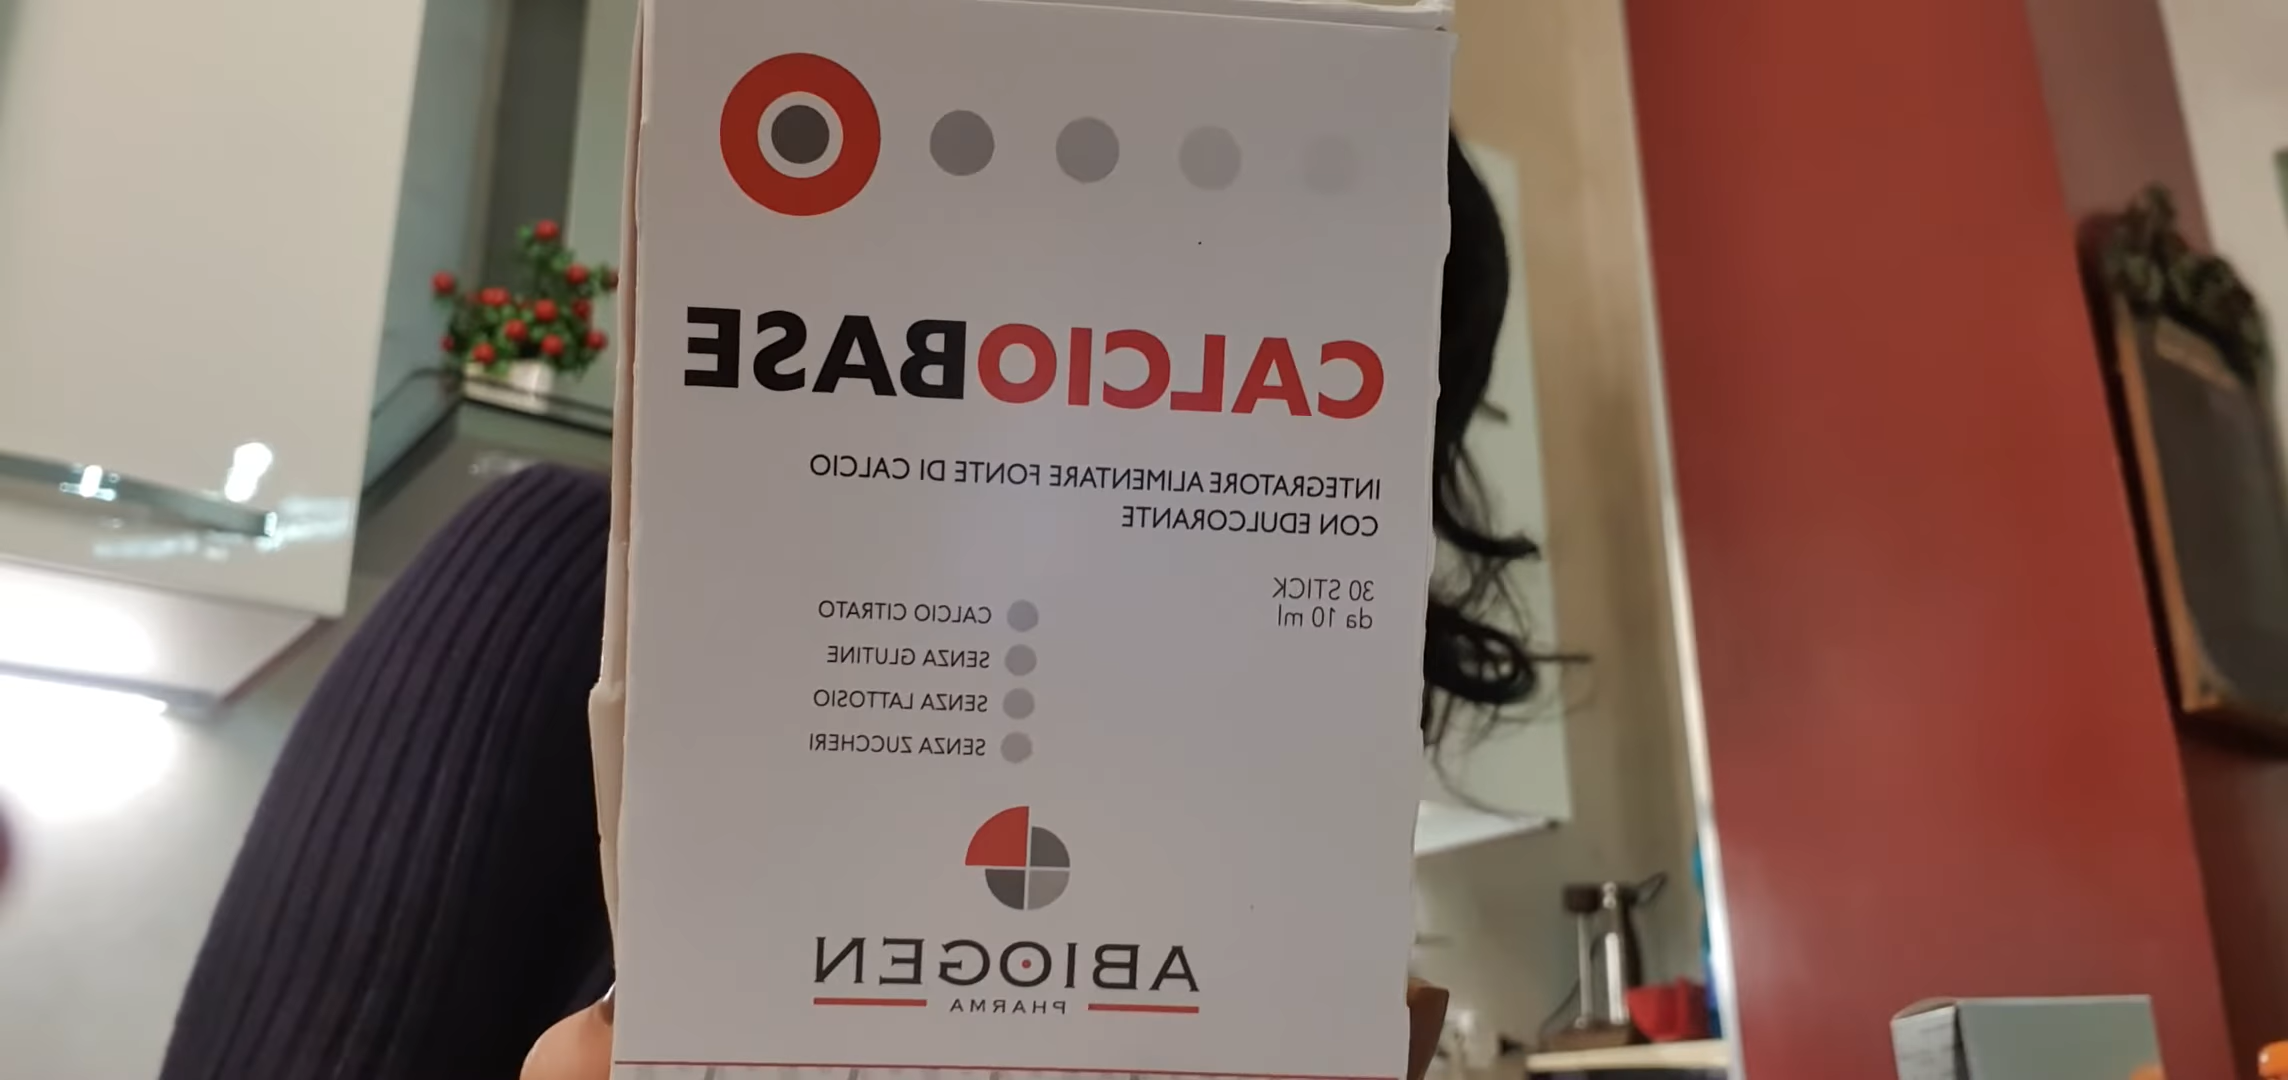 CALCIOBASE
INTEGRATORE ALIMENTARE FONTE DI CALCIO
CON EDULCORANTE
30 STICK
da 10 ml
CALCIO CITRATO
SENZA GLUTINE
SENZA LATTOSIO
SENZA ZUCCHERI
ABIOGEN
PHARMA